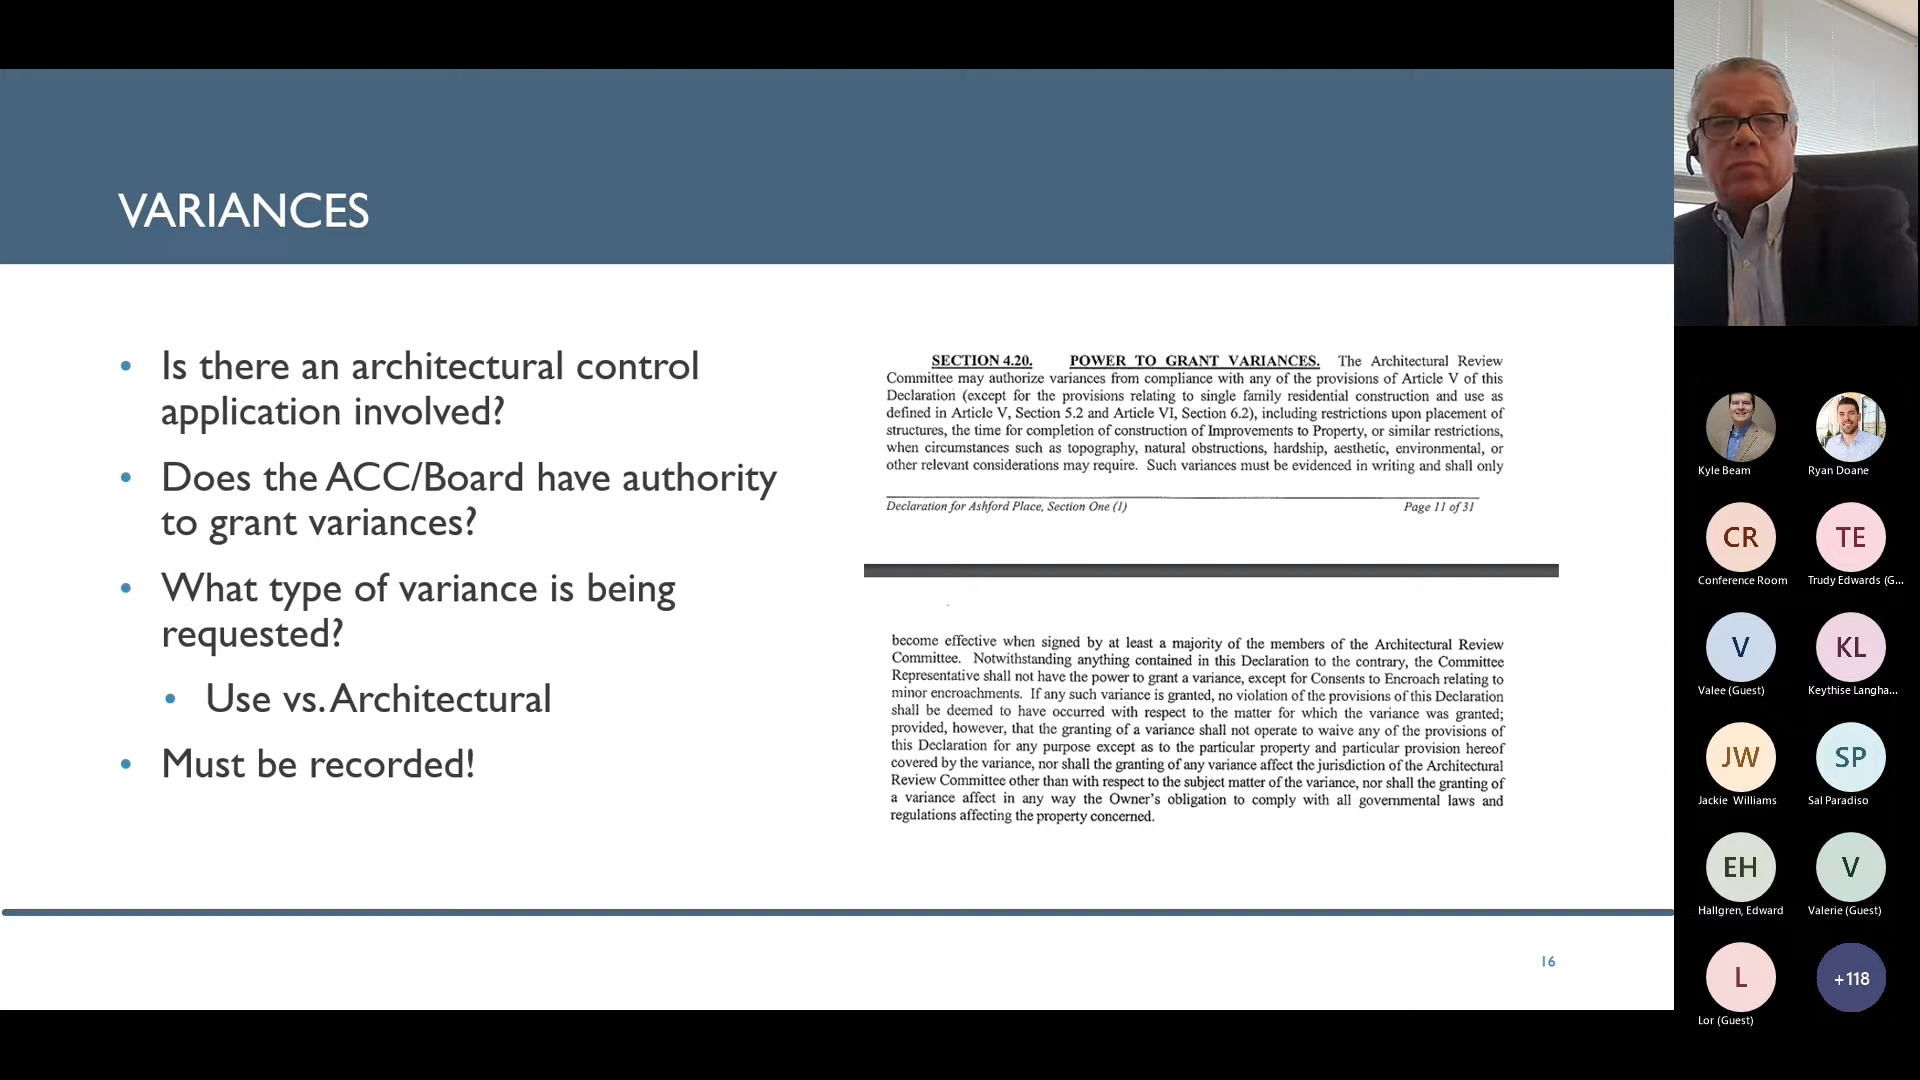 VARIANCES
• Is there an architectural control
application involved?
• Does the ACC/Board have authority
to grant variances?
• What type of variance is being
requested?
• Use vs. Architectural
• Must be recorded!
SECTION 4.20. POWER TO GRANT VARIANCES. The Architectural Review
Committee may authorize variances from compliance with any of the provisions of Article V of this
Declaration (except for the provisions relating to single family residential construction and use as
defined in Article V, Section 5.2 and Article VI, Section 6.2), including restrictions upon placement of
structures, the time for completion of construction of Improvements to Property, or similar restrictions,
when circumstances such as topography, natural obstructions, hardship, aesthetic, environmental, or
other relevant considerations may require. Such variances must be evidenced in writing and shall only
Declaration for Ashford Place, Section One (1) Page 11 of 31
become effective when signed by at least a majority of the members of the Architectural Review
Committee. Notwithstanding anything contained in this Declaration to the contrary, the Committee
Representative shall not have the power to grant a variance, except for Consents to Encroach relating to
minor encroachments. If any such variance is granted, no violation of the provisions of this Declaration
shall be deemed to have occurred with respect to the matter for which the variance was granted;
provided, however, that the granting of a variance shall not operate to waive any of the provisions of
this Declaration for any purpose except as to the particular property and particular provision hereof
covered by the variance, nor shall the granting of any variance affect the jurisdiction of the Architectural
Review Committee other than with respect to the subject matter of the variance, nor shall the granting of
a variance affect in any way the Owner's obligation to comply with all governmental laws and
regulations affecting the property concerned.
16
Kyle Beam Ryan Doane
CR TE
Conference Room Trudy Edwards (G...
V KL
Valee (Guest) Keythise Langha...
JW SP
Jackie Williams Sal Paradiso
EH V
Hallgren, Edward Valerie (Guest)
L +118
Lor (Guest)